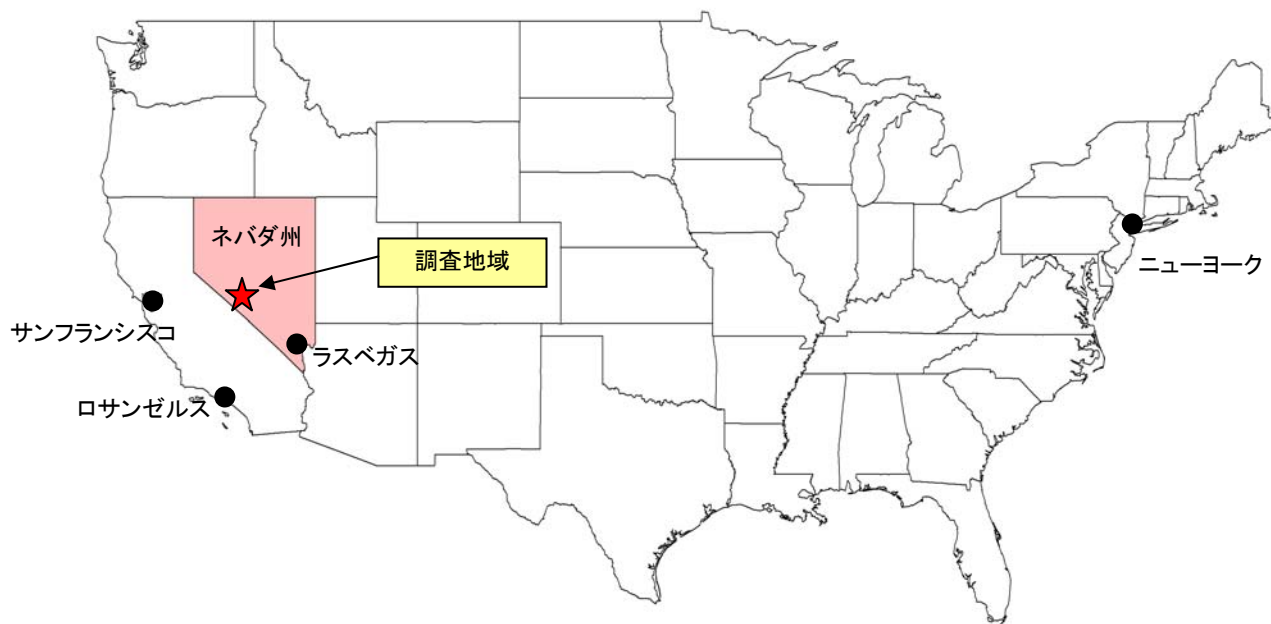 ネバダ州
調査地域
ニューヨーク
サンフランシスコ
ラスベガス
ロサンゼルス